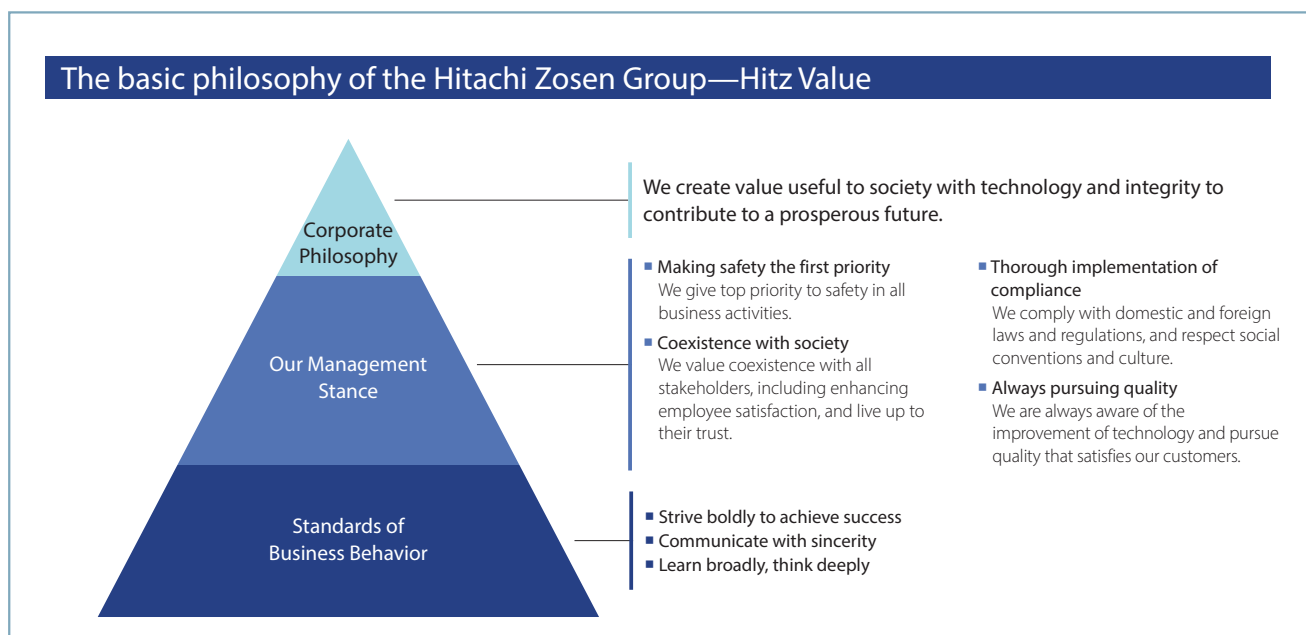 The basic philosophy of the Hitachi Zosen Group—Hitz Value
Corporate
Philosophy
We create value useful to society with technology and integrity to
contribute to a prosperous future.
Our Management
Stance
■ Making safety the first priority
We give top priority to safety in all
business activities.
■ Coexistence with society
We value coexistence with all
stakeholders, including enhancing
employee satisfaction, and live up to
their trust.
■ Thorough implementation of
compliance
We comply with domestic and foreign
laws and regulations, and respect social
conventions and culture.
■ Always pursuing quality
We are always aware of the
improvement of technology and pursue
quality that satisfies our customers.
Standards of
Business Behavior
■ Strive boldly to achieve success
■ Communicate with sincerity
■ Learn broadly, think deeply